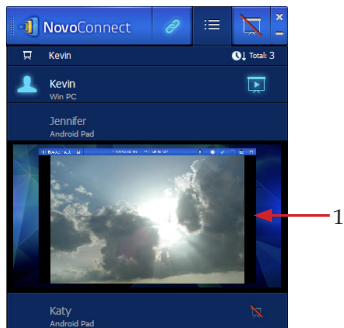 NovoConnect
Kevin
Total: 3
Kevin
Win PC
Jennifer
Android Pad
1
Katy
Android Pad